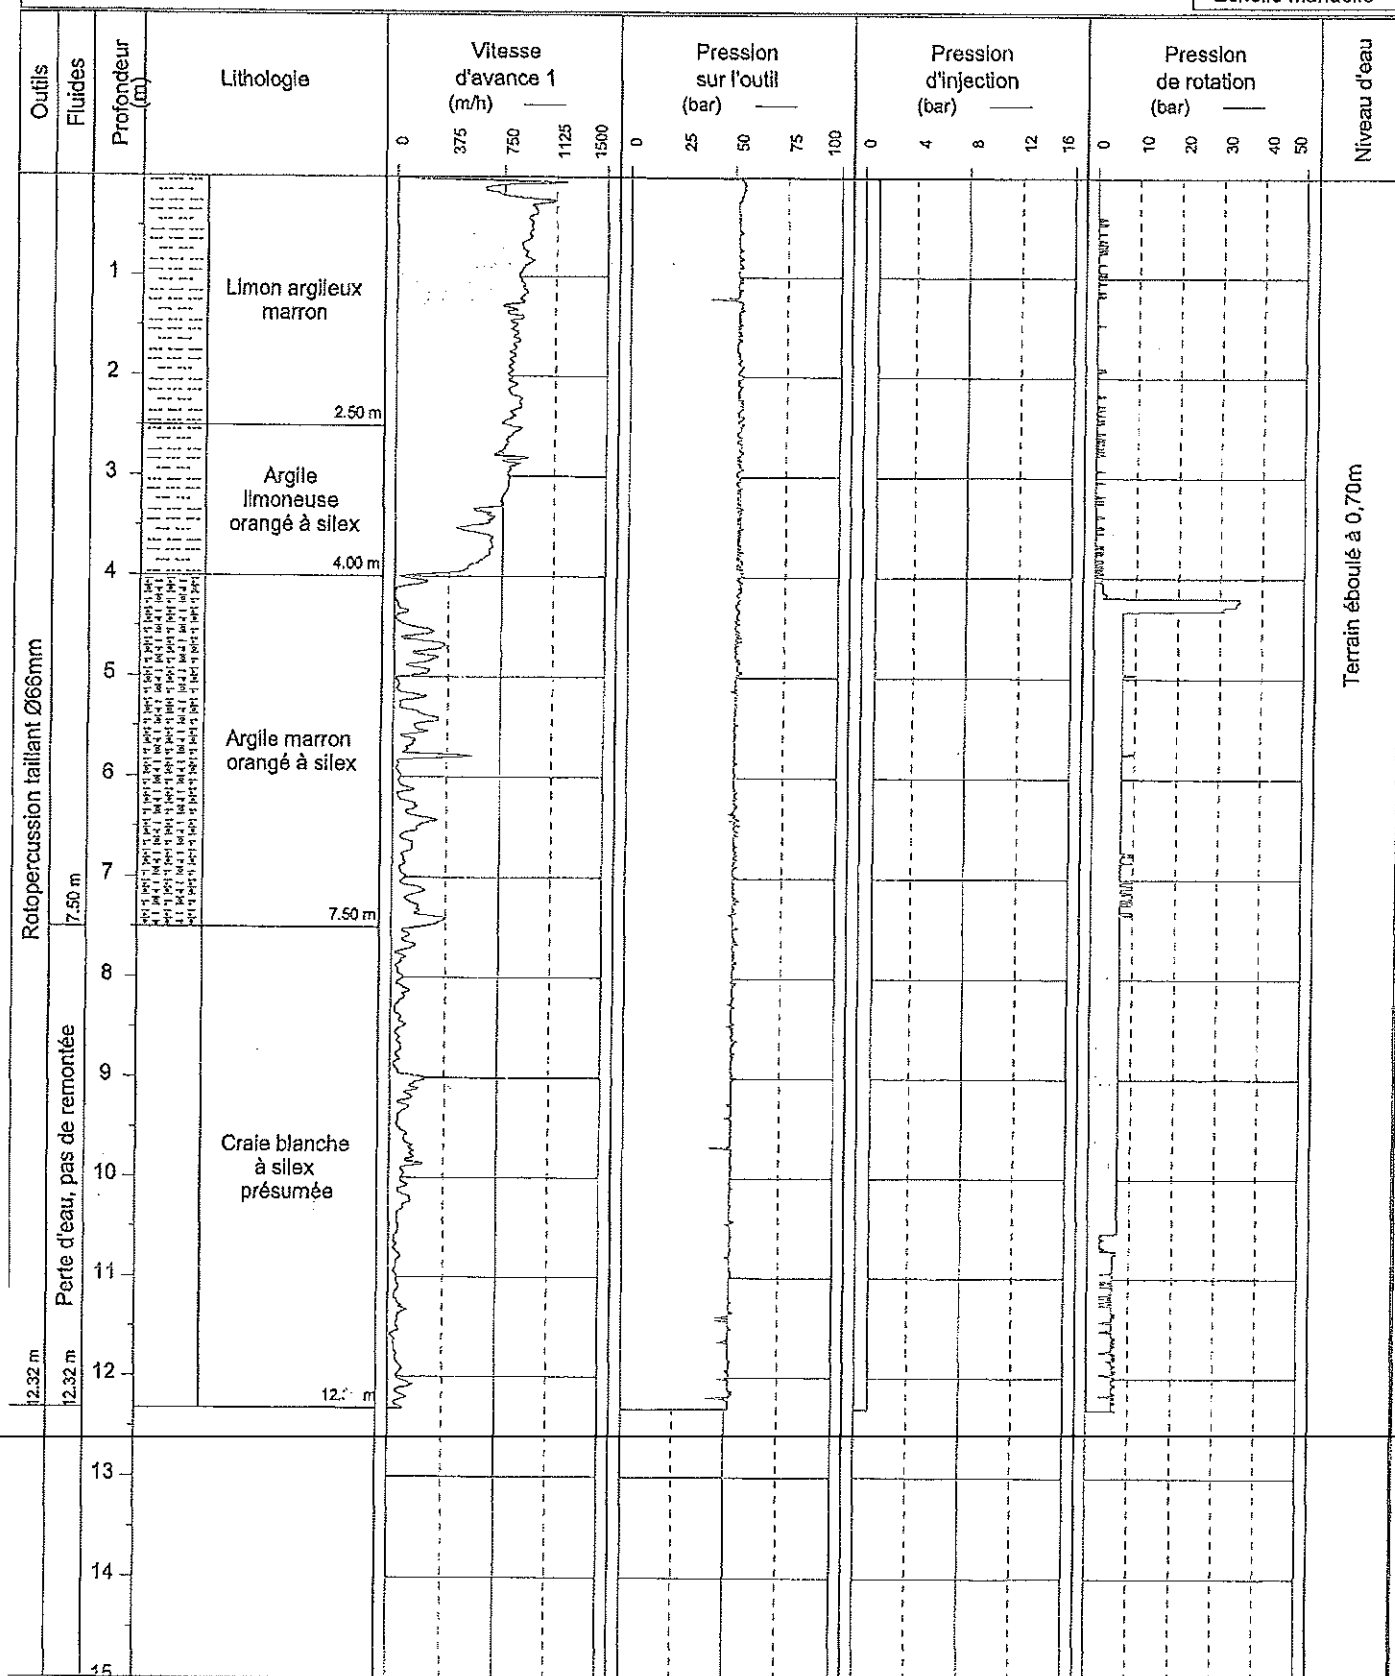 Outils
Fluides
Profondeur
(m)
Lithologie
Vitesse
d'avance 1
(m/h)
0 375 750 1125 1500
Pression
sur l'outil
(bar)
0 25 50 75 100
Pression
d'injection
(bar)
0 4 8 12 16
Pression
de rotation
(bar)
0 10 20 30 40 50
Niveau d'eau
Rotopercussion taillant Ø66mm
12.32 m
7.50 m
Perte d'eau, pas de remontée
12.32 m
1
2
3
4
5
6
7
8
9
10
11
12
13
14
15
Limon argileux
marron
2.50 m
Argile
limoneuse
orangé à silex
4.00 m
Argile marron
orangé à silex
7.50 m
Craie blanche
à silex
présumée
m
Terrain éboulé à 0,70m